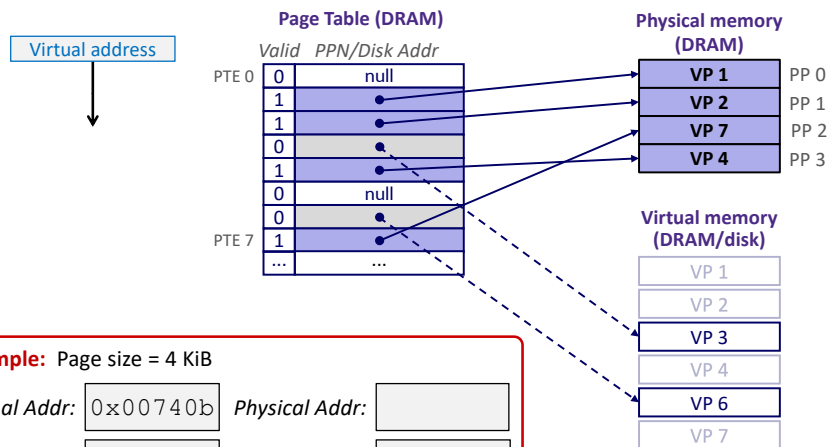 Page Table (DRAM)
Physical memory
(DRAM)
Virtual address
Valid PPN/Disk Addr
PTE 0 0 null
VP 1 PP 0
1
VP 2 PP 1
1
VP 7 PP 2
0
VP 4 PP 3
1
0 null
0
PTE 7 1
... ...
Virtual memory
(DRAM/disk)
VP 1
VP 2
VP 3
VP 4
VP 6
VP 7
mple: Page size = 4 KiB
al Addr: 0x00740b Physical Addr: